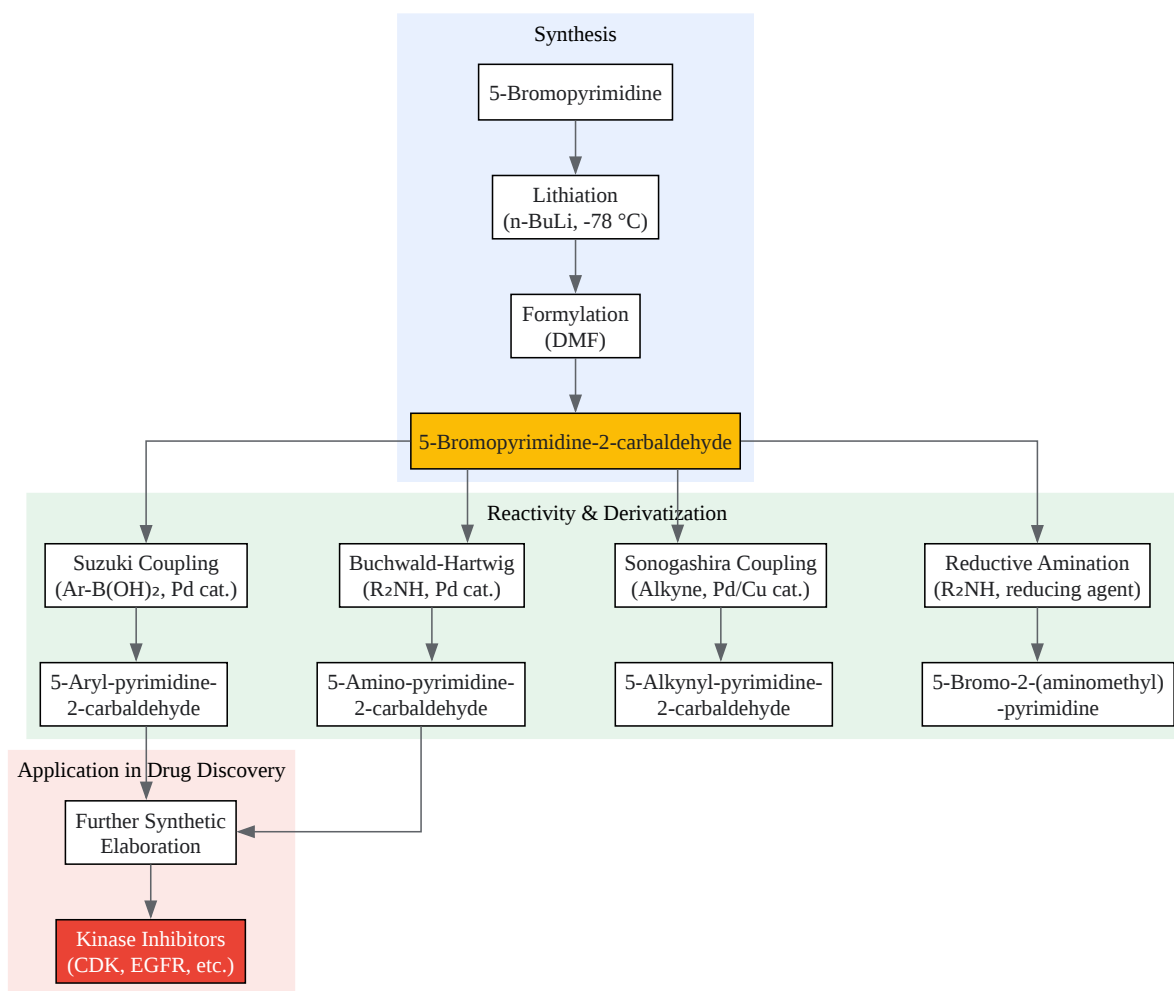 Synthesis
5-Bromopyrimidine
Lithiation
(n-BuLi, -78 °C)
Formylation
(DMF)
5-Bromopyrimidine-2-carbaldehyde
Reactivity & Derivatization
Suzuki Coupling
(Ar-B(OH)₂, Pd cat.)
Buchwald-Hartwig
(R₂NH, Pd cat.)
Sonogashira Coupling
(Alkyne, Pd/Cu cat.)
Reductive Amination
(R₂NH, reducing agent)
5-Aryl-pyrimidine-
2-carbaldehyde
5-Amino-pyrimidine-
2-carbaldehyde
5-Alkynyl-pyrimidine-
2-carbaldehyde
5-Bromo-2-(aminomethyl)
-pyrimidine
Application in Drug Discovery
Further Synthetic
Elaboration
Kinase Inhibitors
(CDK, EGFR, etc.)